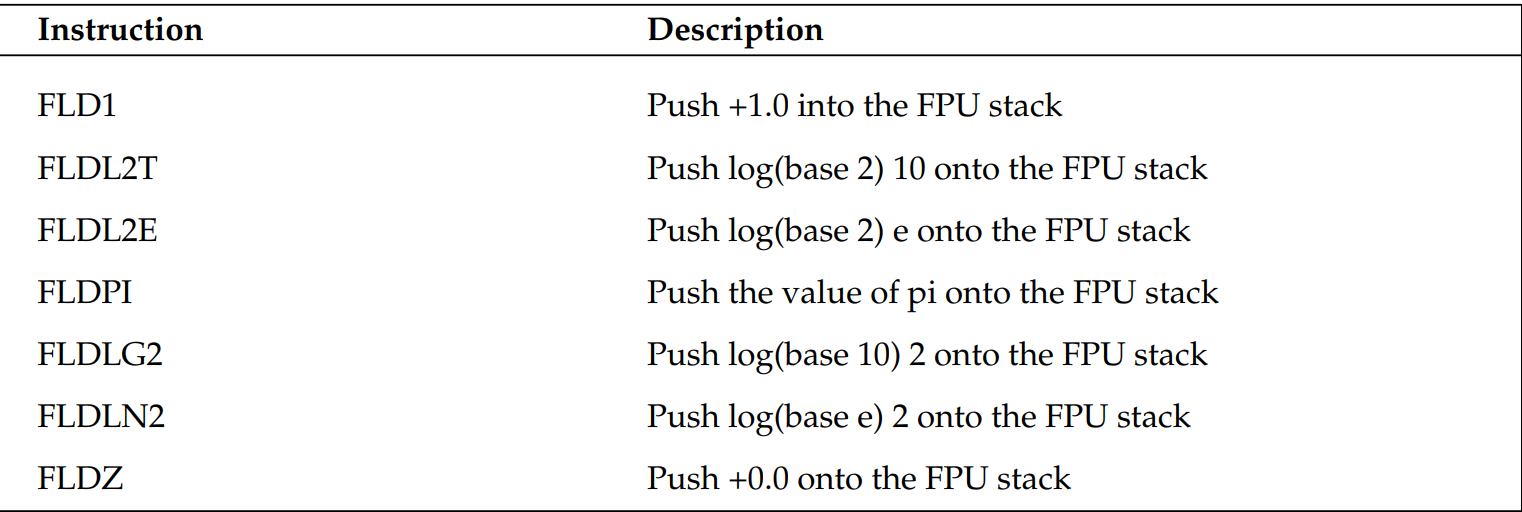 Instruction Description
FLD1 Push +1.0 into the FPU stack
FLDL2T Push log(base 2) 10 onto the FPU stack
FLDL2E Push log(base 2) e onto the FPU stack
FLDPI Push the value of pi onto the FPU stack
FLDLG2 Push log(base 10) 2 onto the FPU stack
FLDLN2 Push log(base e) 2 onto the FPU stack
FLDZ Push +0.0 onto the FPU stack